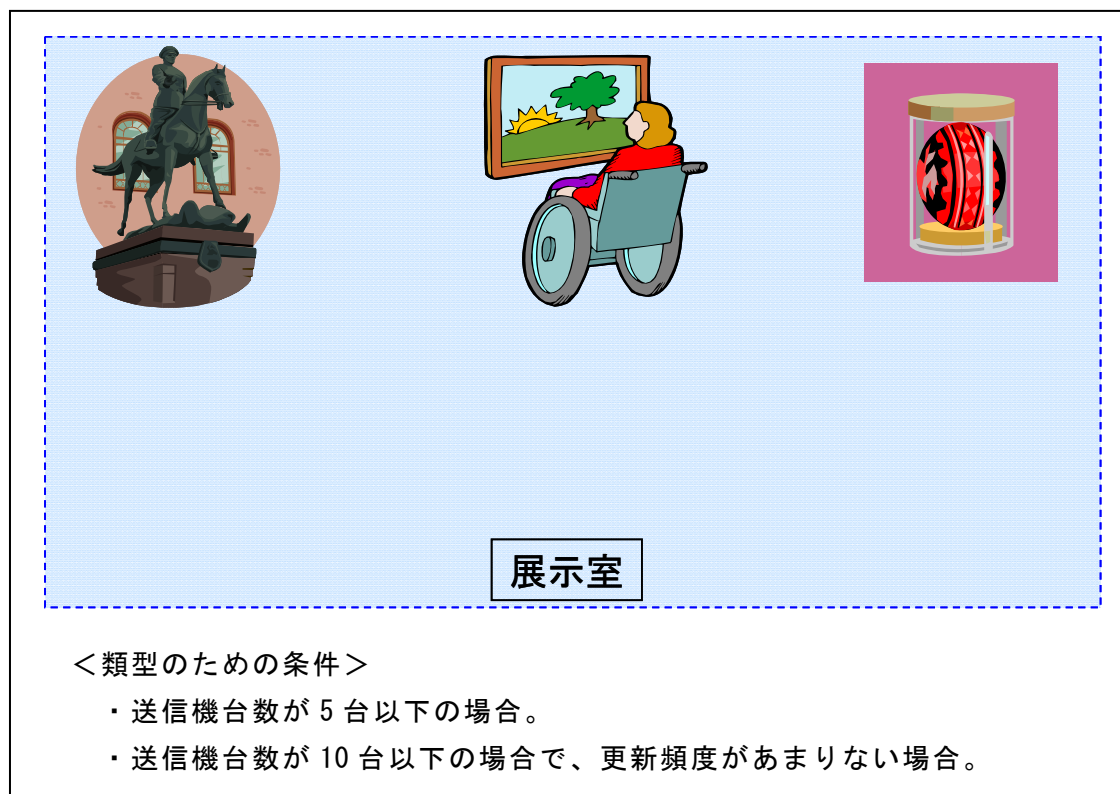 展示室
＜類型のための条件＞
・送信機台数が 5 台以下の場合。
・送信機台数が 10 台以下の場合で、更新頻度があまりない場合。